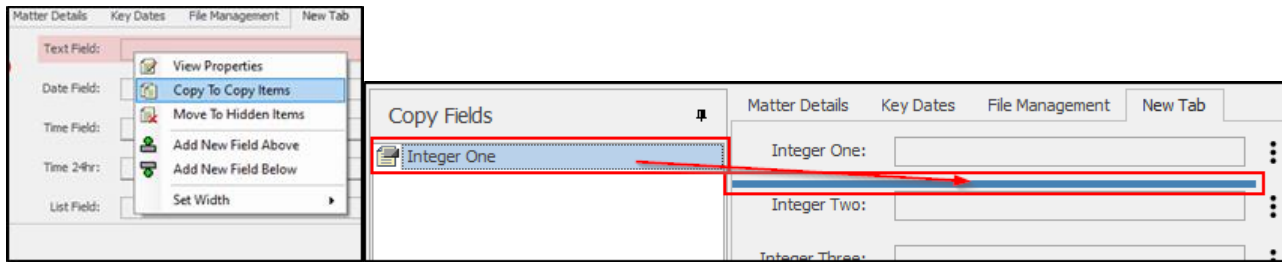 Matter Details Key Dates File Management New Tab
Text Field:
View Properties
Date Field:
Copy To Copy Items
Move To Hidden Items
Time Field:
Add New Field Above
Time 24hr:
Add New Field Below
Set Width
List Field:
Copy Fields
Integer One
Matter Details Key Dates File Management New Tab
Integer One:
Integer Two:
Integer Three: